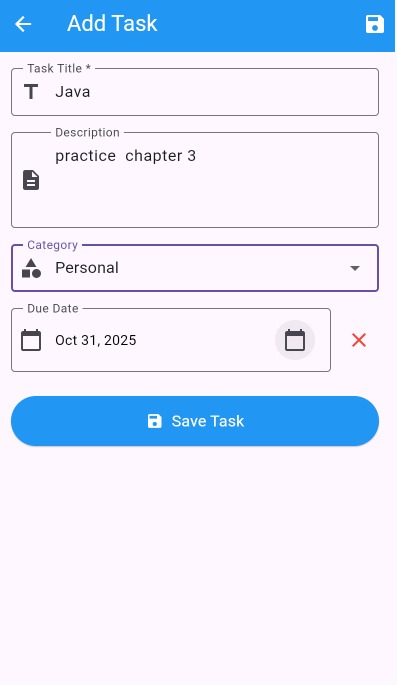 Add Task
Task Title *
Java
Description
practice  chapter 3
Category
Personal
Due Date
Oct 31, 2025
Save Task